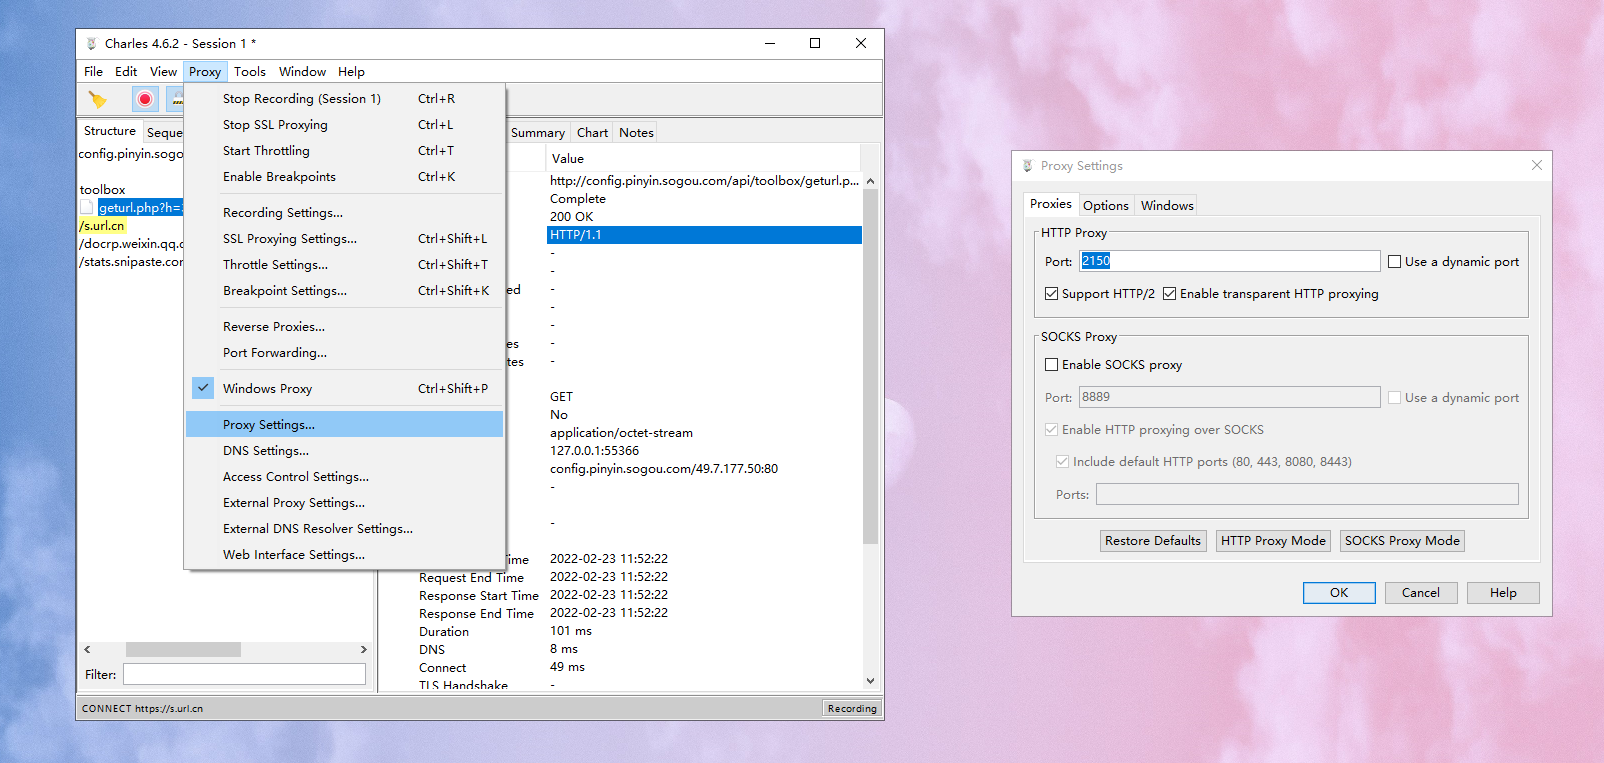 Charles 4.6.2 - Session 1 *
File Edit View Proxy Tools Window Help
Stop Recording (Session 1) Ctrl+R
Stop SSL Proxying Ctrl+L
Start Throttling Ctrl+T
Enable Breakpoints Ctrl+K
Recording Settings...
SSL Proxying Settings... Ctrl+Shift+L
Throttle Settings... Ctrl+Shift+T
Breakpoint Settings... Ctrl+Shift+K
Reverse Proxies...
Port Forwarding...
Windows Proxy Ctrl+Shift+P
Proxy Settings...
DNS Settings...
Access Control Settings...
External Proxy Settings...
External DNS Resolver Settings...
Web Interface Settings...
Structure Seque
config.pinyin.sogou
toolbox
geturl.php?h=
/s.url.cn
/docrp.weixin.qq.c
/stats.snipaste.cor
Filter:
Summary Chart Notes
Value
http://config.pinyin.sogou.com/api/toolbox/geturl.p...
Complete
200 OK
HTTP/1.1
-
-
ed -
-
-
es -
tes -
GET
No
application/octet-stream
127.0.0.1:55366
config.pinyin.sogou.com/49.7.177.50:80
-
-
ime 2022-02-23 11:52:22
Request End Time 2022-02-23 11:52:22
Response Start Time 2022-02-23 11:52:22
Response End Time 2022-02-23 11:52:22
Duration 101 ms
DNS 8 ms
Connect 49 ms
TLS Handshake -
CONNECT https://s.url.cn
Recording
Proxy Settings
Proxies Options Windows
HTTP Proxy
Port: 2150 Use a dynamic port
Support HTTP/2 Enable transparent HTTP proxying
SOCKS Proxy
Enable SOCKS proxy
Port: 8889 Use a dynamic port
Enable HTTP proxying over SOCKS
Include default HTTP ports (80, 443, 8080, 8443)
Ports:
Restore Defaults HTTP Proxy Mode SOCKS Proxy Mode
OK Cancel Help